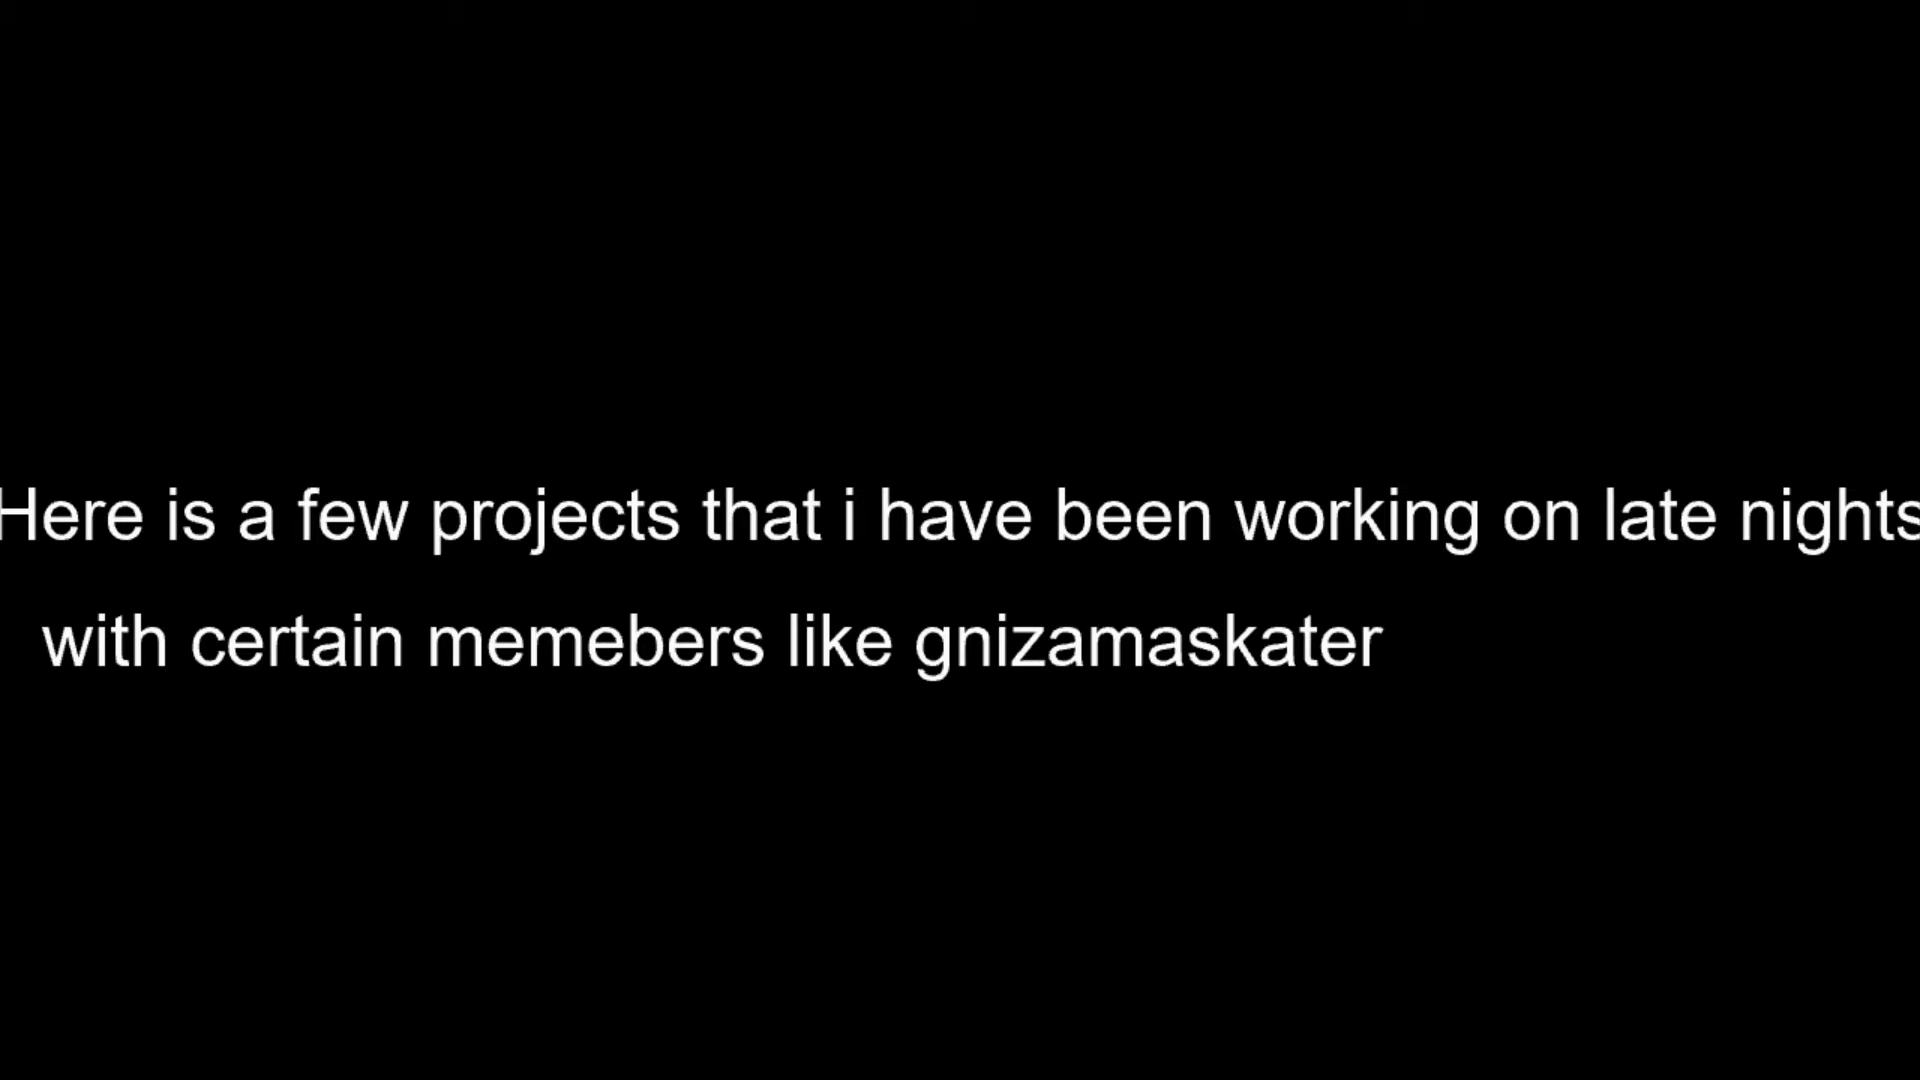 Here is a few projects that i have been working on late nights
with certain memebers like gnizamaskater